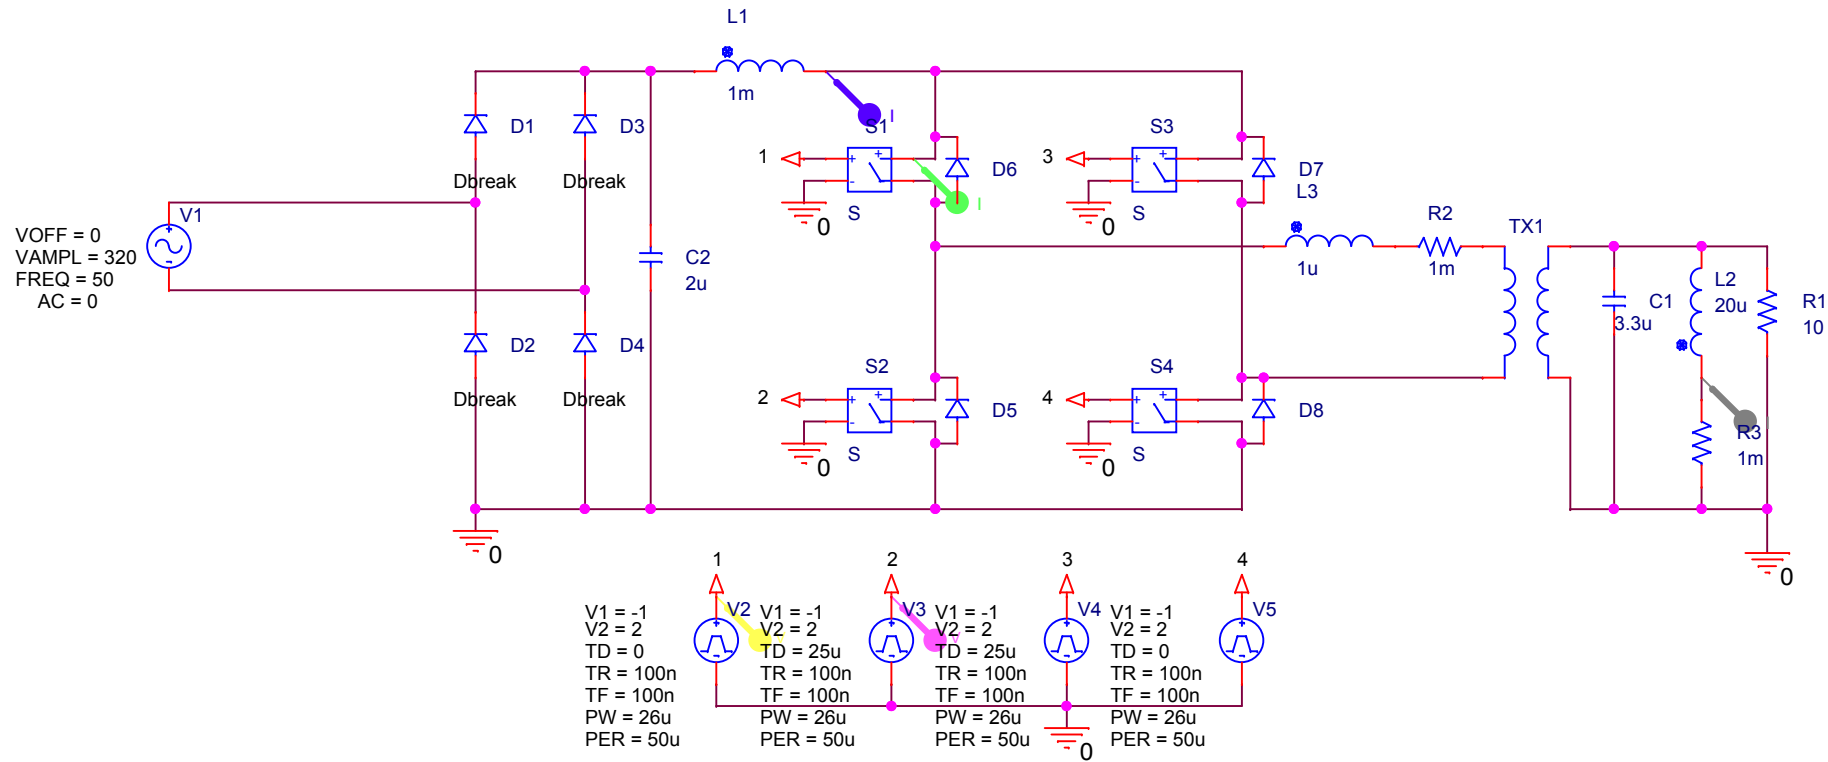 L1
1m
D1
D3
Dbreak
Dbreak
V1
VOFF = 0
VAMPL = 320
FREQ = 50
AC = 0
C2
2u
D2
D4
Dbreak
Dbreak
0
I
S1
1
+
+
-
S
0
D6
I
S3
3
+
+
-
S
0
D7
L3
1u
R2
1m
TX1
C1
3.3u
L2
20u
R1
10
I
R3
1m
0
S2
2
+
+
-
S
0
D5
S4
4
+
+
-
S
0
D8
1
2
3
4
V2
V
V1 = -1
V2 = 2
TD = 0
TR = 100n
TF = 100n
PW = 26u
PER = 50u
V3
V
V1 = -1
V2 = 2
TD = 25u
TR = 100n
TF = 100n
PW = 26u
PER = 50u
V4
V1 = -1
V2 = 2
TD = 25u
TR = 100n
TF = 100n
PW = 26u
PER = 50u
V5
V1 = -1
V2 = 2
TD = 0
TR = 100n
TF = 100n
PW = 26u
PER = 50u
0